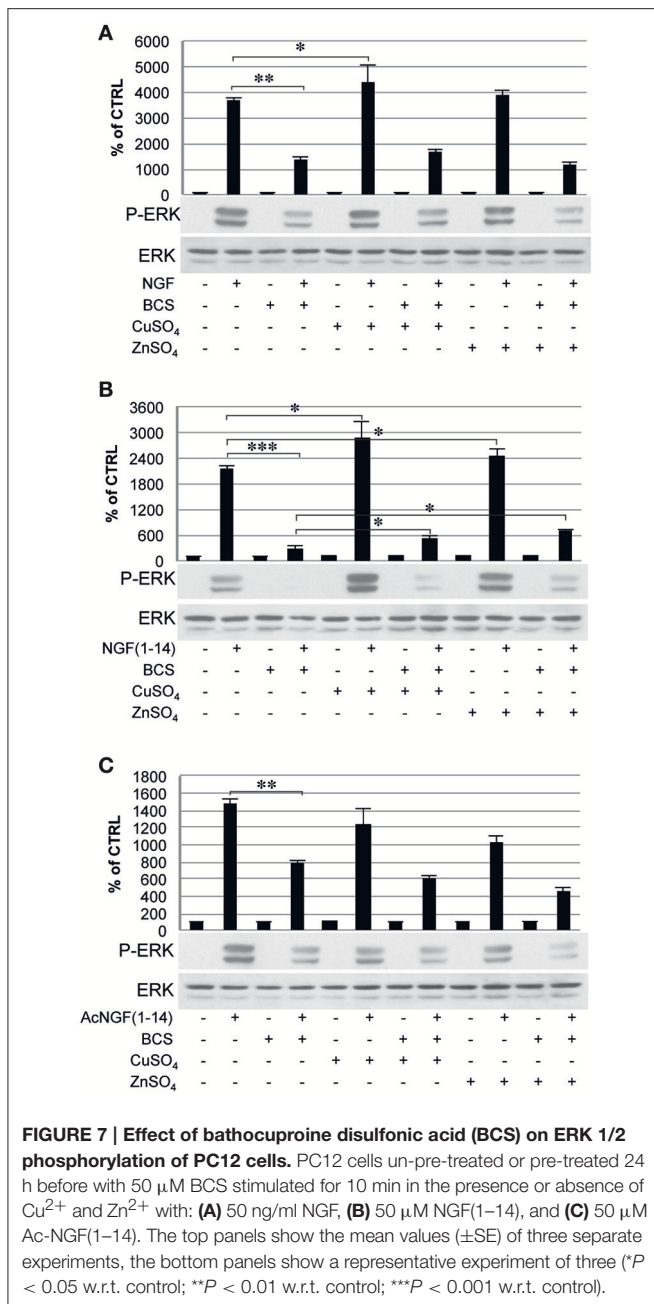 A
6000
*
5000
**
4000
3000
2000
1000
0
% of CTRL
P-ERK
ERK
NGF - + - + - + - + - + - +
BCS - - + + - - + + - - + +
CuSO4 - - - - + + + + - - - -
ZnSO4 - - - - - - - - + + + +
B
3600
*
3000
*
***
2400
1800
1200
*
*
600
0
% of CTRL
P-ERK
ERK
NGF(1-14) - + - + - + - + - + - +
BCS - - + + - - + + - - + +
CuSO4 - - - - + + + + - - - -
ZnSO4 - - - - - - - - + + + +
C
1800
**
1600
1400
1200
1000
800
600
400
200
0
% of CTRL
P-ERK
ERK
AcNGF(1-14) - + - + - + - + - + - +
BCS - - + + - - + + - - + +
CuSO4 - - - - + + + + - - - -
ZnSO4 - - - - - - - - + + + +
FIGURE 7 | Effect of bathocuproine disulfonic acid (BCS) on ERK 1/2
phosphorylation of PC12 cells. PC12 cells un-pre-treated or pre-treated 24
h before with 50 μM BCS stimulated for 10 min in the presence or absence of
Cu2+ and Zn2+ with: (A) 50 ng/ml NGF, (B) 50 μM NGF(1–14), and (C) 50 μM
Ac-NGF(1–14). The top panels show the mean values (±SE) of three separate
experiments, the bottom panels show a representative experiment of three (*P
< 0.05 w.r.t. control; **P < 0.01 w.r.t. control; ***P < 0.001 w.r.t. control).